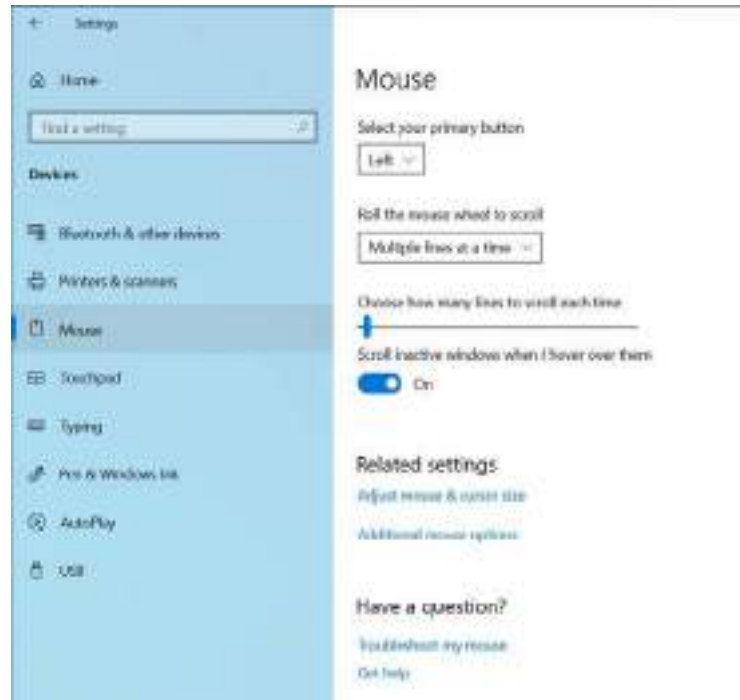 Settings
Home
Find a setting
Devices
Bluetooth & other devices
Printers & scanners
Mouse
Touchpad
Typing
Pen & Windows Ink
AutoPlay
USB
Mouse
Select your primary button
Left
Roll the mouse wheel to scroll
Multiple lines at a time
Choose how many lines to scroll each time
Scroll inactive windows when I hover over them
On
Related settings
Adjust mouse & cursor size
Additional mouse options
Have a question?
Troubleshoot my mouse
Get help